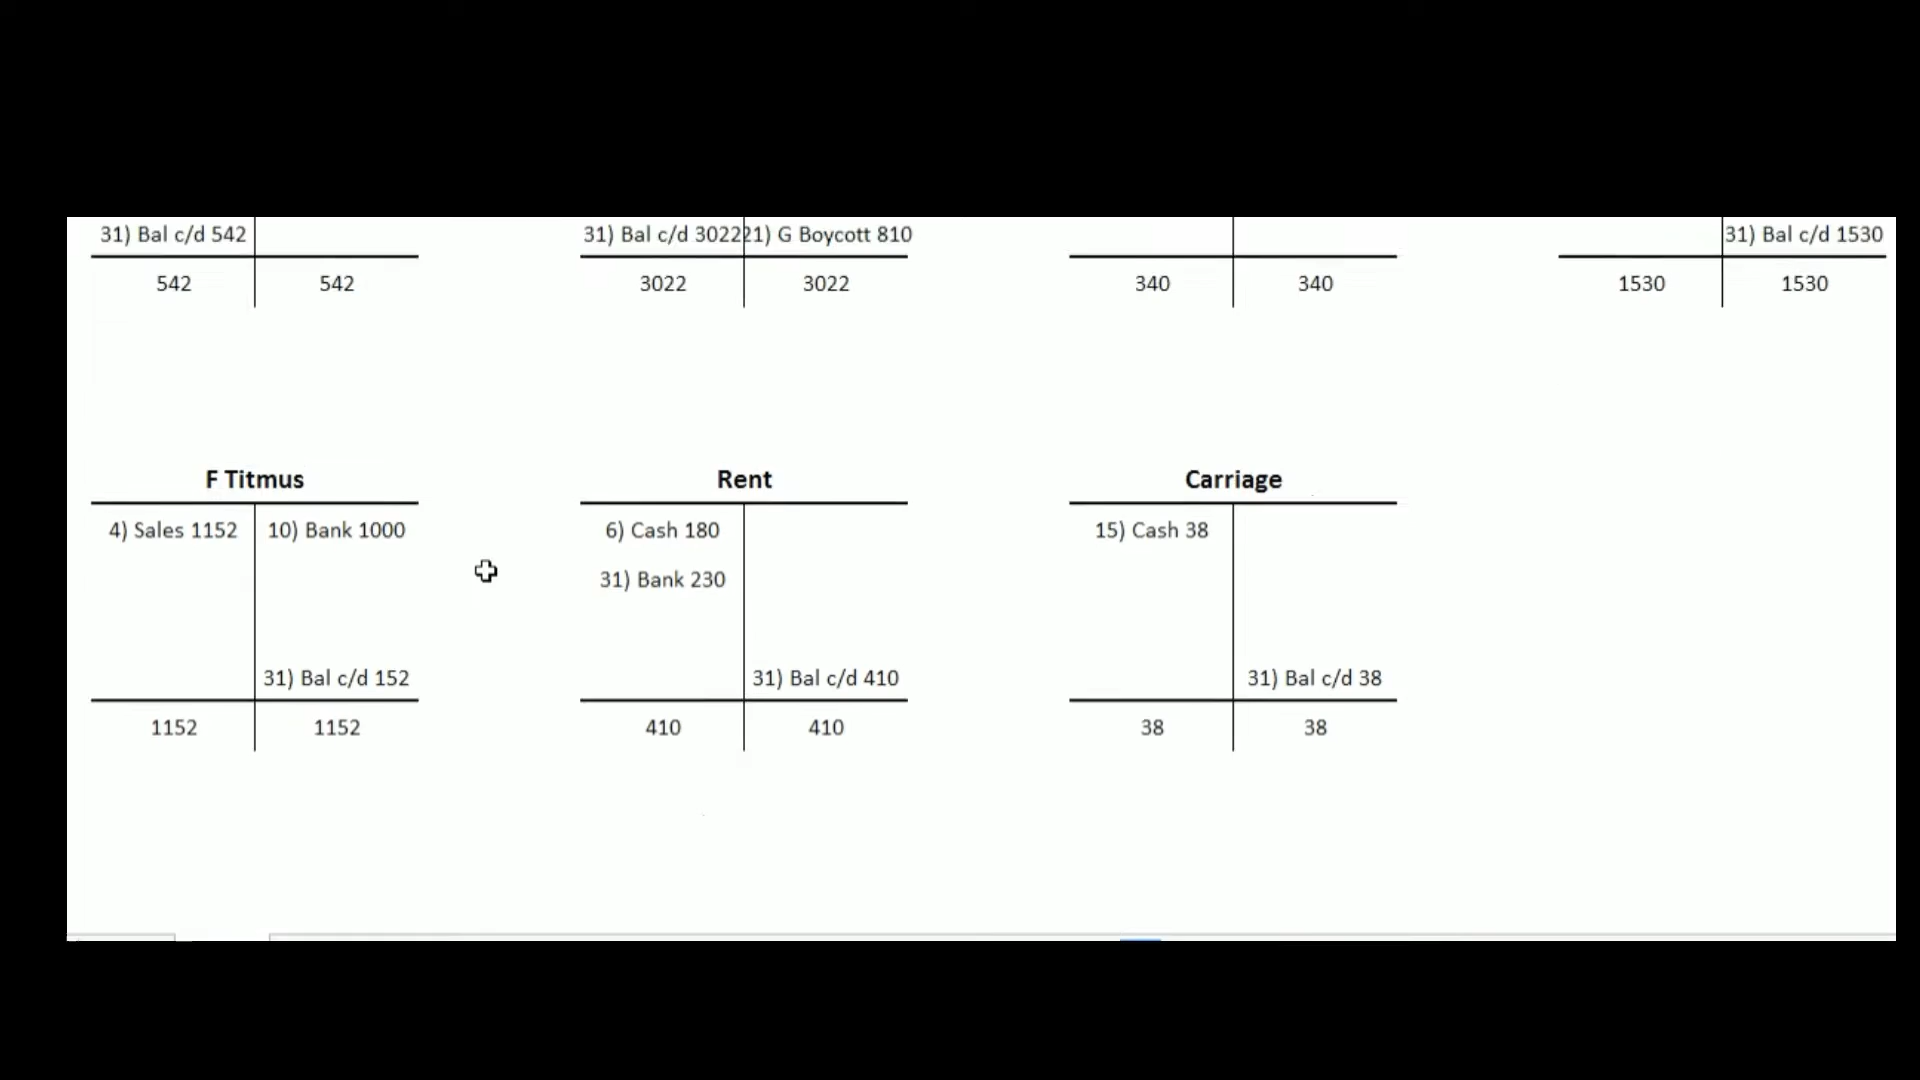 31) Bal c/d 542
31) Bal c/d 3022
21) G Boycott 810
31) Bal c/d 1530
542 542
3022 3022
340 340
1530 1530
F Titmus
Rent
Carriage
4) Sales 1152
10) Bank 1000
6) Cash 180
15) Cash 38
31) Bank 230
31) Bal c/d 152
31) Bal c/d 410
31) Bal c/d 38
1152 1152
410 410
38 38